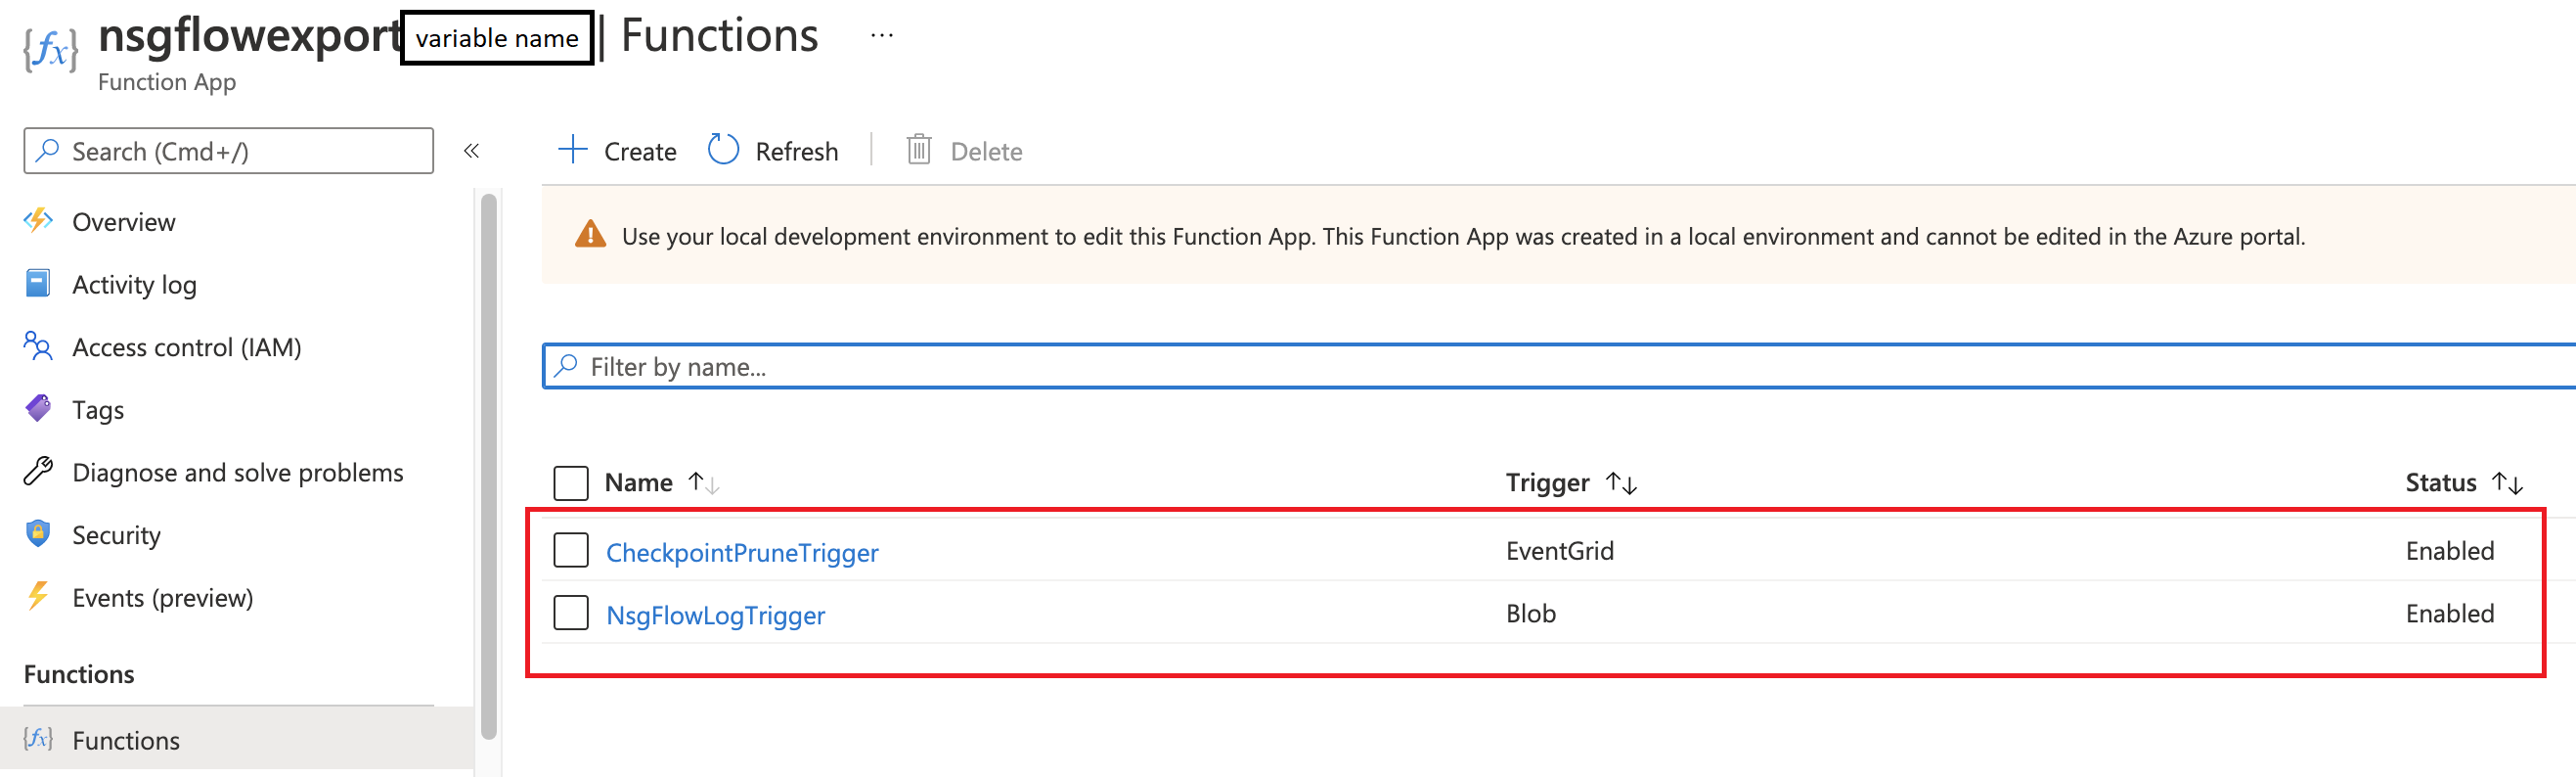 nsgflowexport variable name | Functions ...
Function App
Search (Cmd+/)
«
Create Refresh Delete
Use your local development environment to edit this Function App. This Function App was created in a local environment and cannot be edited in the Azure portal.
Overview
Activity log
Access control (IAM)
Tags
Diagnose and solve problems
Security
Events (preview)
Functions
Functions
Filter by name...
Name Trigger Status
CheckpointPruneTrigger EventGrid Enabled
NsgFlowLogTrigger Blob Enabled